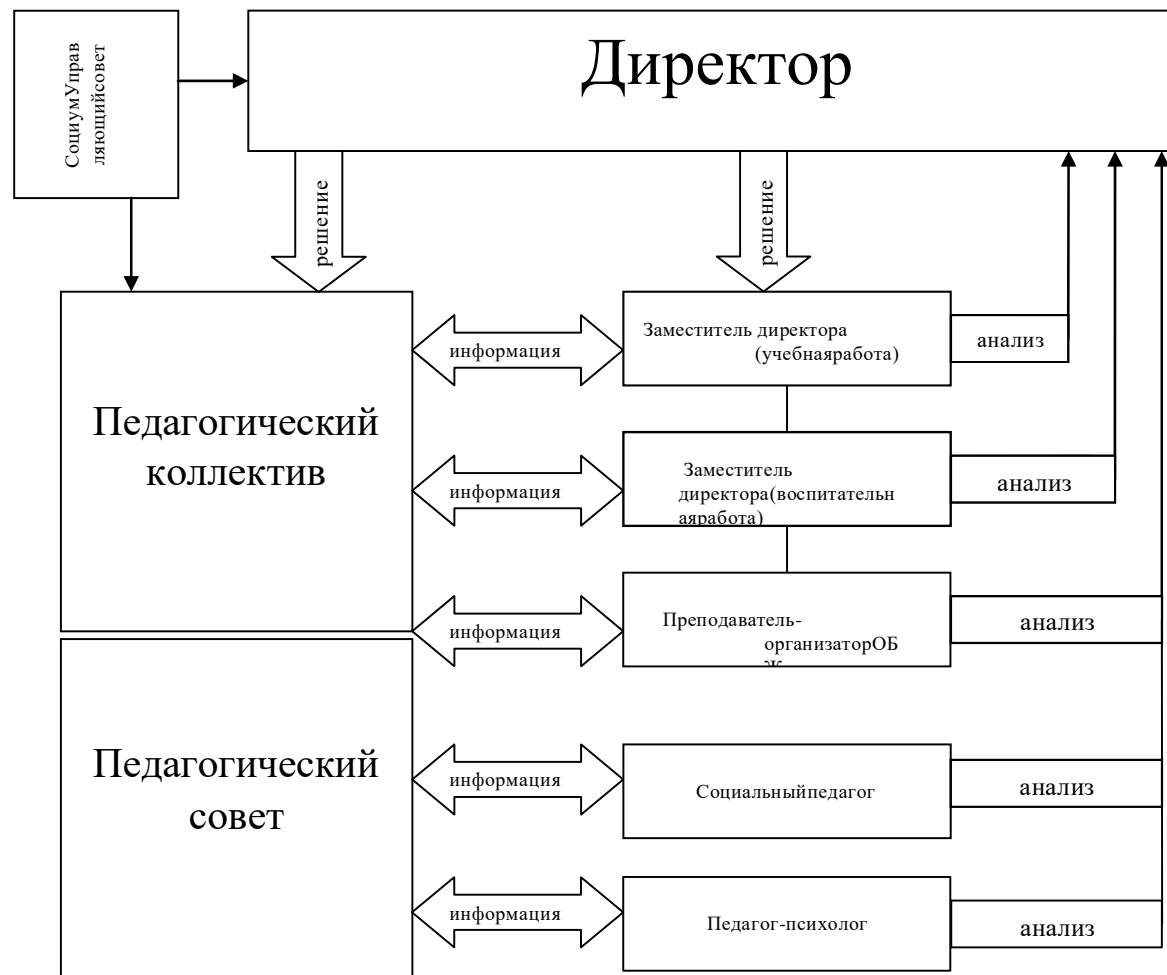 СоциумУправ
ляющийсовет
Директор
решение
решение
Педагогический
коллектив
информация
Заместитель директора
(учебнаяработа)
анализ
информация
Заместитель
директора(воспитательн
аяработа)
анализ
информация
Преподаватель-
организаторОБ
Ж
анализ
Педагогический
совет
информация
Социальныйпедагог
анализ
информация
Педагог-психолог
анализ